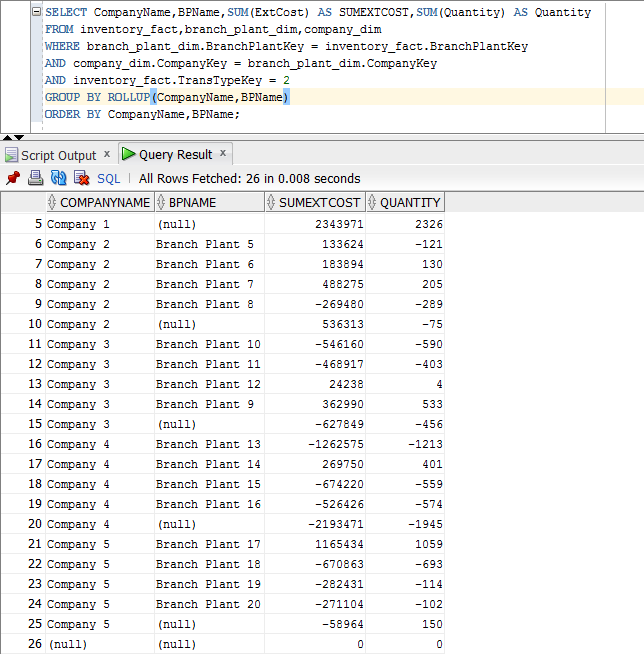 SELECT CompanyName,BPName,SUM(ExtCost) AS SUMEXTCOST,SUM(Quantity) AS Quantity
FROM inventory_fact,branch_plant_dim,company_dim
WHERE branch_plant_dim.BranchPlantKey = inventory_fact.BranchPlantKey
AND company_dim.CompanyKey = branch_plant_dim.CompanyKey
AND inventory_fact.TransTypeKey = 2
GROUP BY ROLLUP(CompanyName,BPName)
ORDER BY CompanyName,BPName;
Script Output x Query Result x
SQL | All Rows Fetched: 26 in 0.008 seconds
COMPANYNAME BPNAME SUMEXTCOST QUANTITY
5 Company 1 (null) 2343971 2326
6 Company 2 Branch Plant 5 133624 -121
7 Company 2 Branch Plant 6 183894 130
8 Company 2 Branch Plant 7 488275 205
9 Company 2 Branch Plant 8 -269480 -289
10 Company 2 (null) 536313 -75
11 Company 3 Branch Plant 10 -546160 -590
12 Company 3 Branch Plant 11 -468917 -403
13 Company 3 Branch Plant 12 24238 4
14 Company 3 Branch Plant 9 362990 533
15 Company 3 (null) -627849 -456
16 Company 4 Branch Plant 13 -1262575 -1213
17 Company 4 Branch Plant 14 269750 401
18 Company 4 Branch Plant 15 -674220 -559
19 Company 4 Branch Plant 16 -526426 -574
20 Company 4 (null) -2193471 -1945
21 Company 5 Branch Plant 17 1165434 1059
22 Company 5 Branch Plant 18 -670863 -693
23 Company 5 Branch Plant 19 -282431 -114
24 Company 5 Branch Plant 20 -271104 -102
25 Company 5 (null) -58964 150
26 (null) (null) 0 0